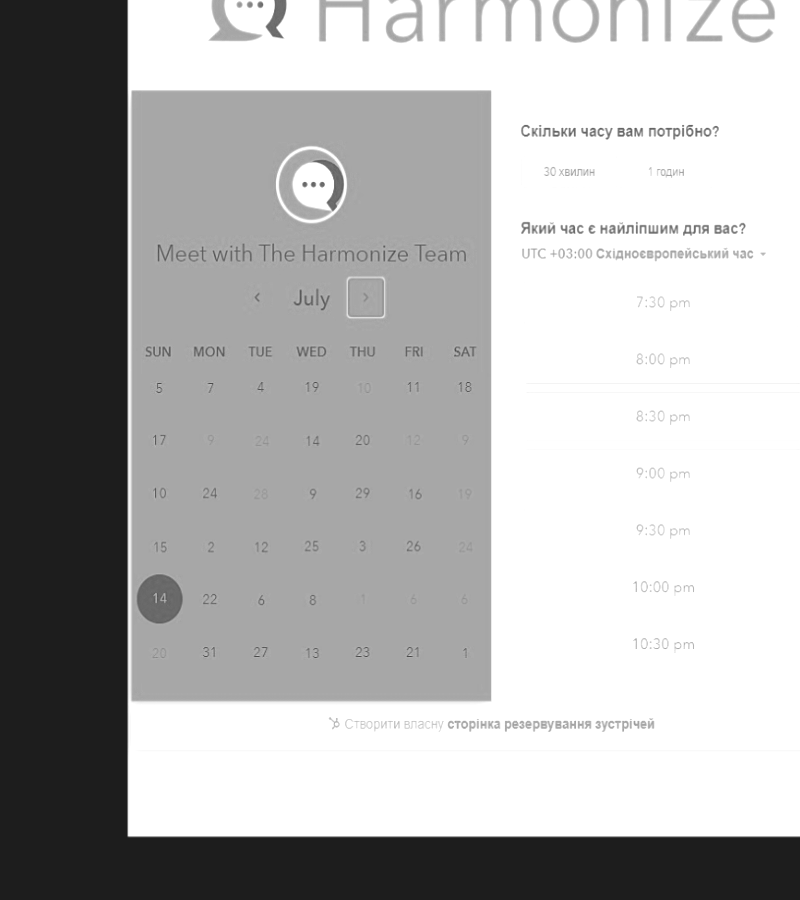 Harmonize
Meet with The Harmonize Team
July
SUN MON TUE WED THU FRI SAT
5 7 4 19 10 11 18
17 9 24 14 20 12 9
10 24 26 9 29 16 19
15 2 12 25 3 26 24
14 22 6 8 1 6 6
20 31 27 13 23 21 1
Скільки часу вам потрібно?
30 хвилин 1 годин
Який час є найліпшим для вас?
UTC +03:00 Східноєвропейський час
7:30 pm
8:00 pm
8:30 pm
9:00 pm
9:30 pm
10:00 pm
10:30 pm
Створити власну сторінка резервування зустрічей